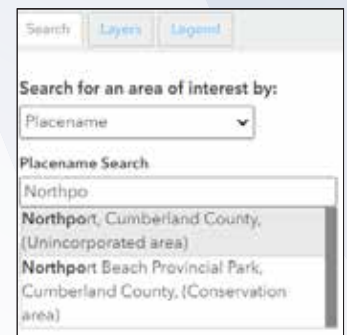 Search Layers Legend
Search for an area of interest by:
Placename
Placename Search
Northpo
Northport, Cumberland County,
(Unincorporated area)
Northport Beach Provincial Park,
Cumberland County, (Conservation
area)